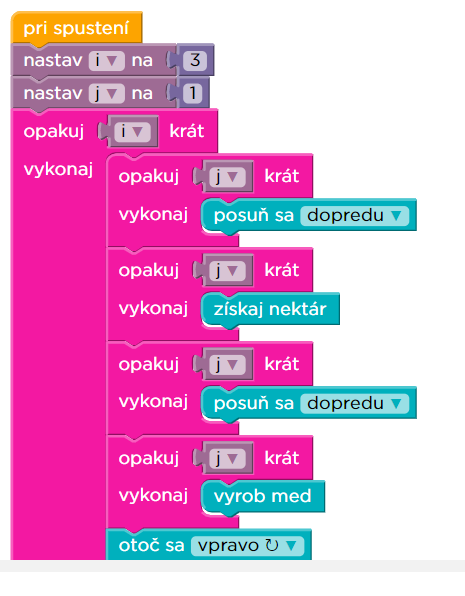 pri spustení
nastav i ▼ na 3
nastav j ▼ na 1
opakuj i ▼ krát
vykonaj
opakuj j ▼ krát
vykonaj posuň sa dopredu ▼
opakuj j ▼ krát
vykonaj získaj nektár
opakuj j ▼ krát
vykonaj posuň sa dopredu ▼
opakuj j ▼ krát
vykonaj vyrob med
otoč sa vpravo ↻ ▼